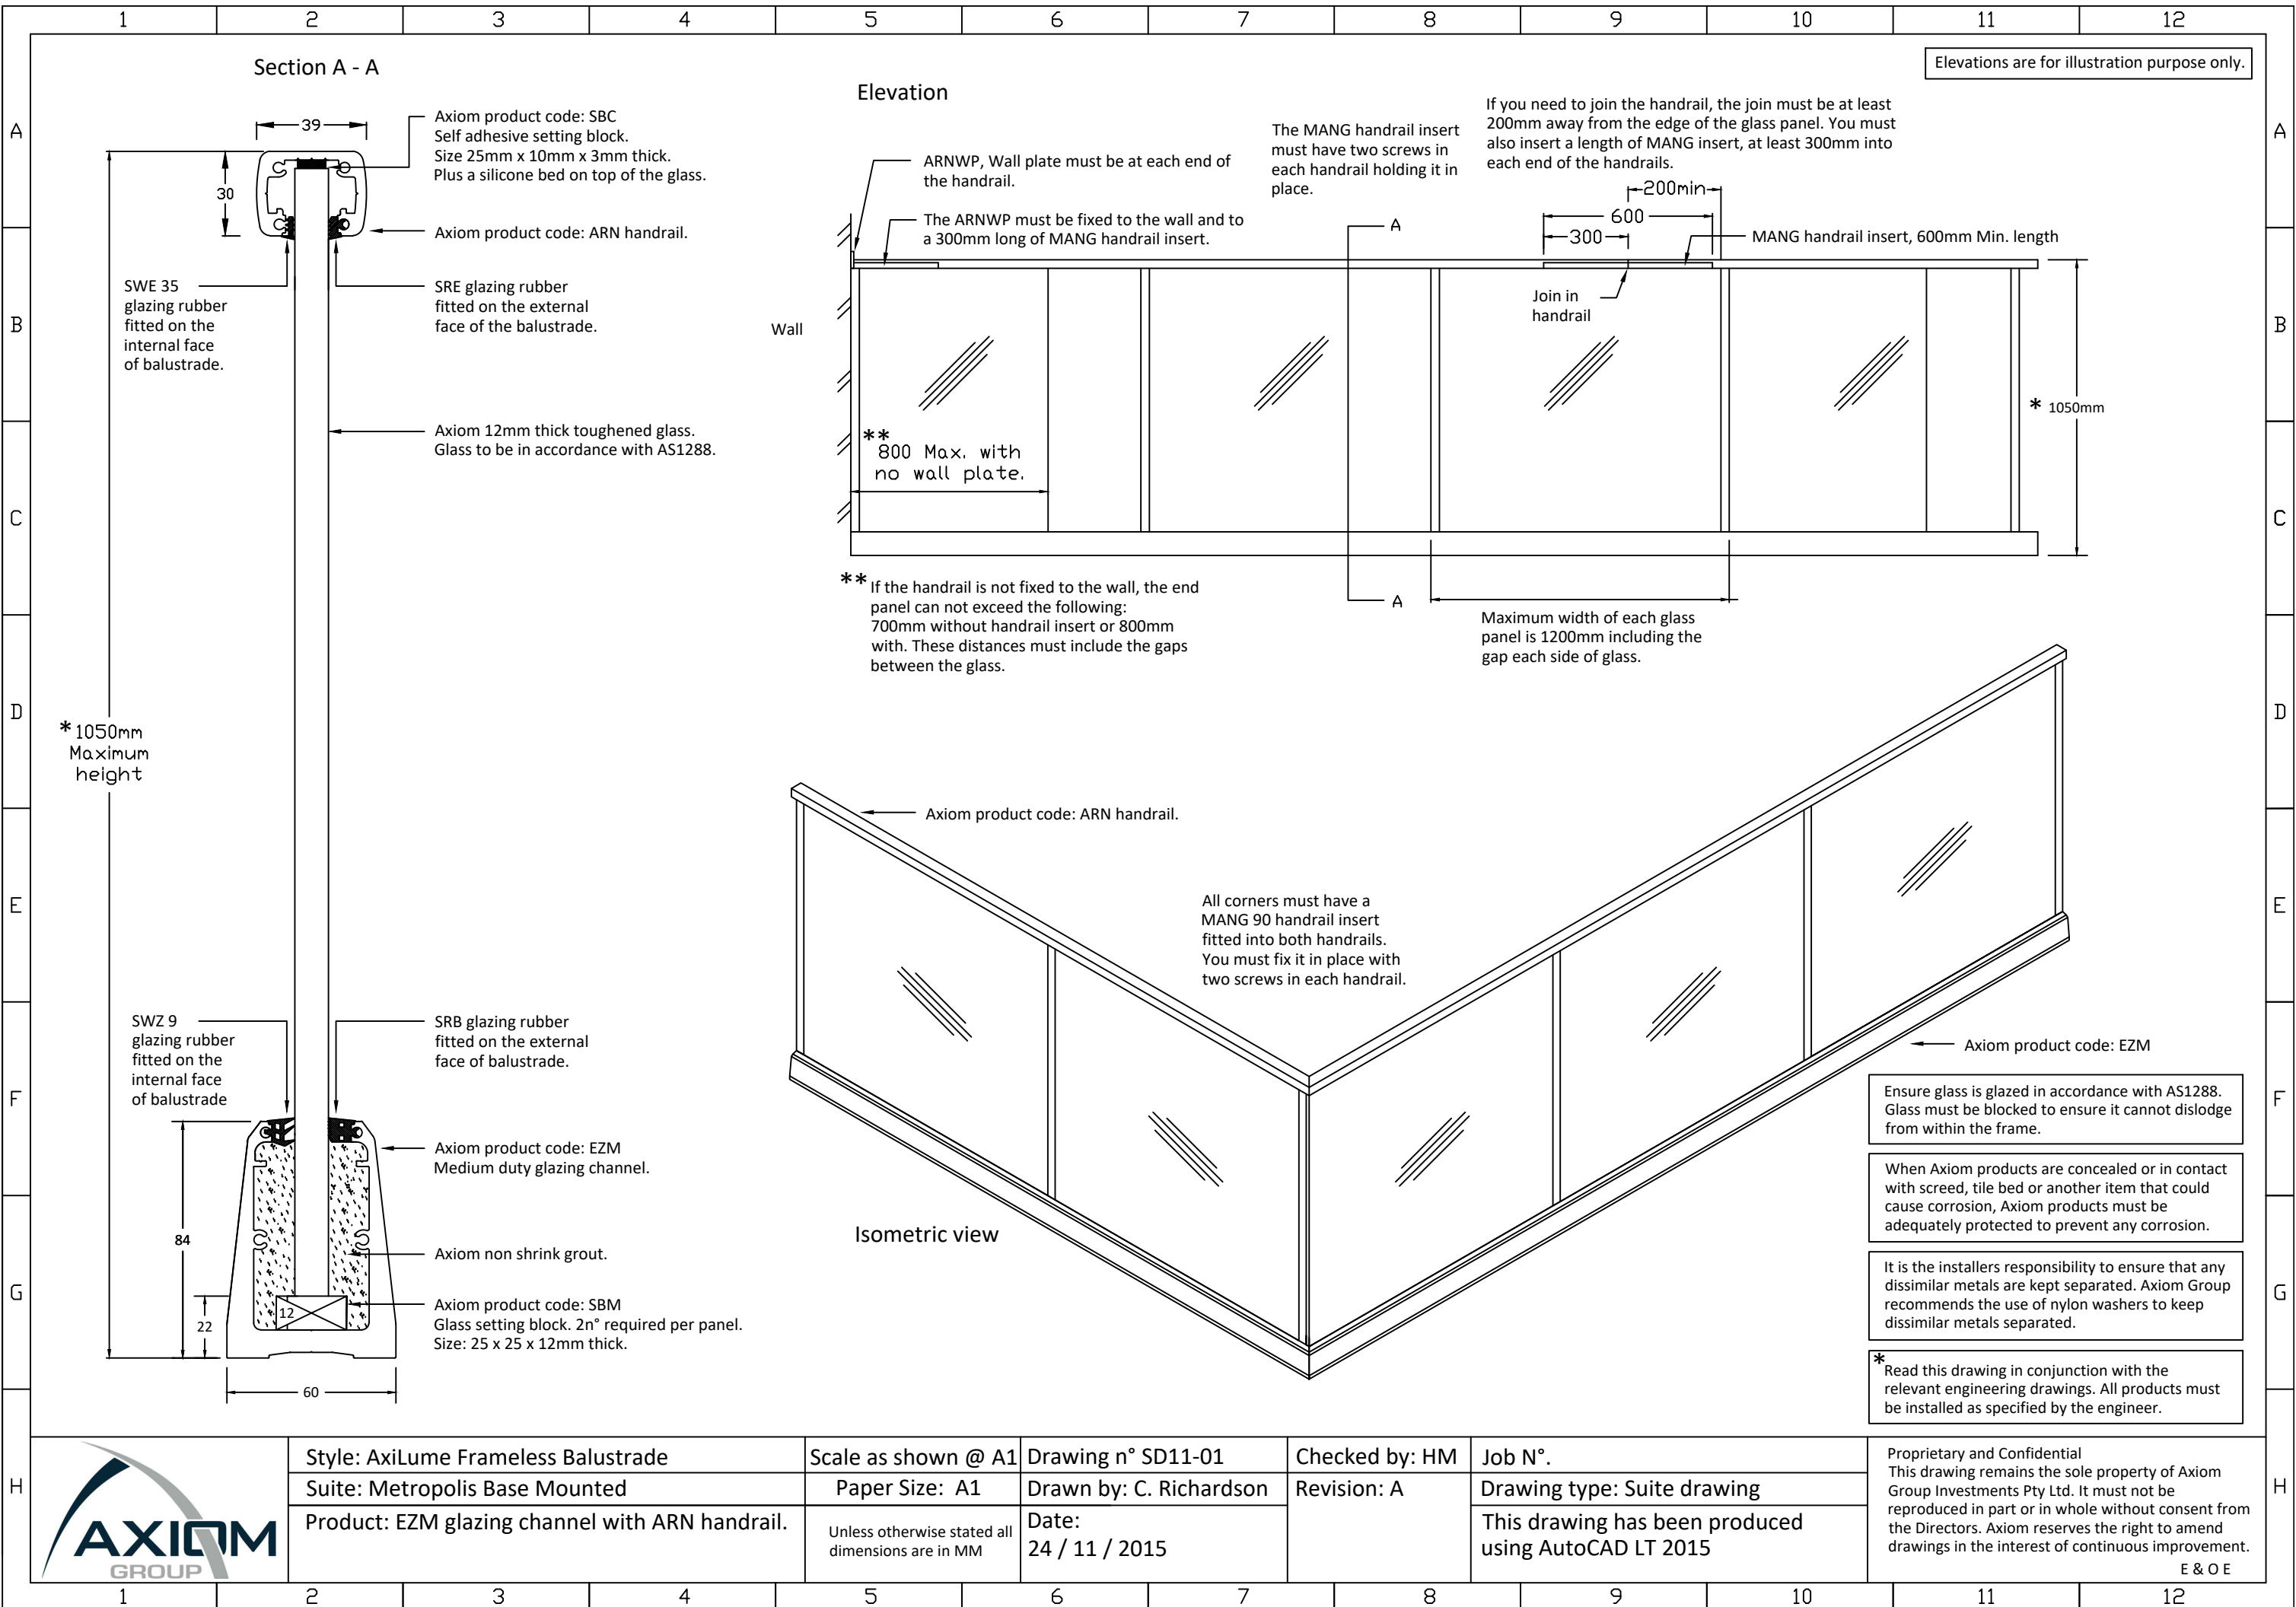 1 2 3 4 5 6 7 8 9 10 11 12
A
B
C
D
E
F
G
H
Section A - A
39
30
Axiom product code: SBC
Self adhesive setting block.
Size 25mm x 10mm x 3mm thick.
Plus a silicone bed on top of the glass.
Axiom product code: ARN handrail.
SWE 35
glazing rubber
fitted on the
internal face
of balustrade.
SRE glazing rubber
fitted on the external
face of the balustrade.
Axiom 12mm thick toughened glass.
Glass to be in accordance with AS1288.
*1050mm
Maximum
height
SWZ 9
glazing rubber
fitted on the
internal face
of balustrade
SRB glazing rubber
fitted on the external
face of balustrade.
Axiom product code: EZM
Medium duty glazing channel.
84
Axiom non shrink grout.
22
12
Axiom product code: SBM
Glass setting block. 2n° required per panel.
Size: 25 x 25 x 12mm thick.
60
Elevation
Elevations are for illustration purpose only.
ARNWP, Wall plate must be at each end of
the handrail.
The ARNWP must be fixed to the wall and to
a 300mm long of MANG handrail insert.
The MANG handrail insert
must have two screws in
each handrail holding it in
place.
If you need to join the handrail, the join must be at least
200mm away from the edge of the glass panel. You must
also insert a length of MANG insert, at least 300mm into
each end of the handrails.
200min
600
300
A
MANG handrail insert, 600mm Min. length
Join in
handrail
Wall
* 1050mm
**
800 Max. with
no wall plate.
** If the handrail is not fixed to the wall, the end
panel can not exceed the following:
700mm without handrail insert or 800mm
with. These distances must include the gaps
between the glass.
A
Maximum width of each glass
panel is 1200mm including the
gap each side of glass.
Axiom product code: ARN handrail.
All corners must have a
MANG 90 handrail insert
fitted into both handrails.
You must fix it in place with
two screws in each handrail.
Axiom product code: EZM
Isometric view
Ensure glass is glazed in accordance with AS1288.
Glass must be blocked to ensure it cannot dislodge
from within the frame.
When Axiom products are concealed or in contact
with screed, tile bed or another item that could
cause corrosion, Axiom products must be
adequately protected to prevent any corrosion.
It is the installers responsibility to ensure that any
dissimilar metals are kept separated. Axiom Group
recommends the use of nylon washers to keep
dissimilar metals separated.
*Read this drawing in conjunction with the
relevant engineering drawings. All products must
be installed as specified by the engineer.
AXIOM
GROUP
Style: AxiLume Frameless Balustrade
Suite: Metropolis Base Mounted
Product: EZM glazing channel with ARN handrail.
Scale as shown @ A1
Paper Size: A1
Unless otherwise stated all
dimensions are in MM
Drawing n° SD11-01
Drawn by: C. Richardson
Date:
24 / 11 / 2015
Checked by: HM
Revision: A
Job N°.
Drawing type: Suite drawing
This drawing has been produced
using AutoCAD LT 2015
Proprietary and Confidential
This drawing remains the sole property of Axiom
Group Investments Pty Ltd. It must not be
reproduced in part or in whole without consent from
the Directors. Axiom reserves the right to amend
drawings in the interest of continuous improvement.
E & O E
A
B
C
D
E
F
G
H
1 2 3 4 5 6 7 8 9 10 11 12